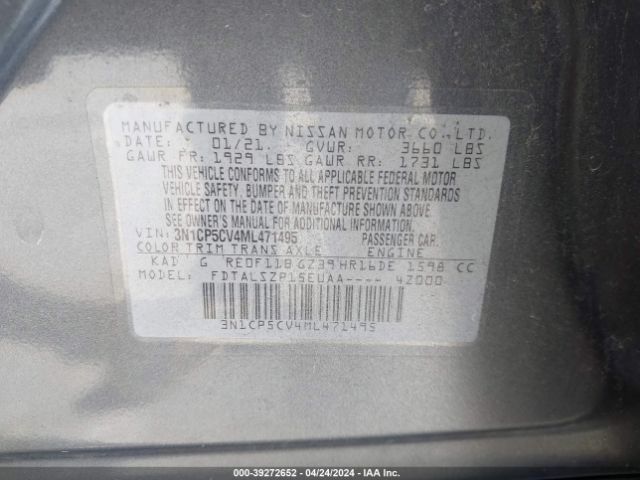 MANUFACTURED BY NISSAN MOTOR CO., LTD.
DATE: 01/21. GVWR: 3660 LBS
GAWR FR: 1929 LBS GAWR RR: 1731 LBS
THIS VEHICLE CONFORMS TO ALL APPLICABLE FEDERAL MOTOR
VEHICLE SAFETY, BUMPER AND THEFT PREVENTION STANDARDS
IN EFFECT ON THE DATE OF MANUFACTURE SHOWN ABOVE.
SEE OWNER'S MANUAL FOR ADDITIONAL INFORMATION.
VIN: 3N1CP5CV4ML471495 PASSENGER CAR.
COLOR TRIM TRANS AXLE ENGINE
KAD G RE0F11B GZ39 HR16DE 1598 CC
MODEL: FDTALSZP15EUAA---- 4Z000
3N1CP5CV4ML471495
000-39272652 - 04/24/2024 - IAA Inc.